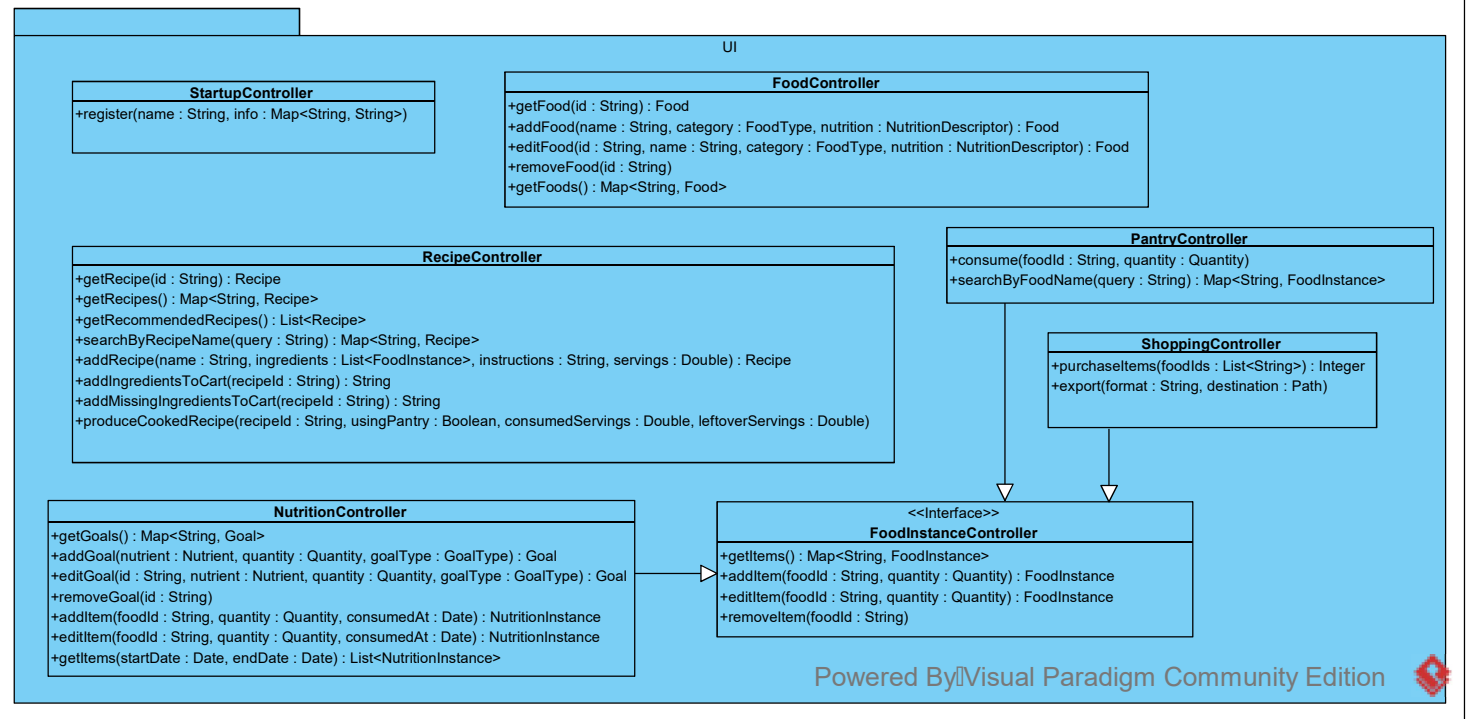 UI
StartupController
+register(name : String, info : Map<String, String>)
FoodController
+getFood(id : String) : Food
+addFood(name : String, category : FoodType, nutrition : NutritionDescriptor) : Food
+editFood(id : String, name : String, category : FoodType, nutrition : NutritionDescriptor) : Food
+removeFood(id : String)
+getFoods() : Map<String, Food>
RecipeController
+getRecipe(id : String) : Recipe
+getRecipes() : Map<String, Recipe>
+getRecommendedRecipes() : List<Recipe>
+searchByRecipeName(query : String) : Map<String, Recipe>
+addRecipe(name : String, ingredients : List<FoodInstance>, instructions : String, servings : Double) : Recipe
+addIngredientsToCart(recipeId : String) : String
+addMissingIngredientsToCart(recipeId : String) : String
+produceCookedRecipe(recipeId : String, usingPantry : Boolean, consumedServings : Double, leftoverServings : Double)
PantryController
+consume(foodId : String, quantity : Quantity)
+searchByFoodName(query : String) : Map<String, FoodInstance>
ShoppingController
+purchaseItems(foodIds : List<String>) : Integer
+export(format : String, destination : Path)
NutritionController
+getGoals() : Map<String, Goal>
+addGoal(nutrient : Nutrient, quantity : Quantity, goalType : GoalType) : Goal
+editGoal(id : String, nutrient : Nutrient, quantity : Quantity, goalType : GoalType) : Goal
+removeGoal(id : String)
+addItem(foodId : String, quantity : Quantity, consumedAt : Date) : NutritionInstance
+editItem(foodId : String, quantity : Quantity, consumedAt : Date) : NutritionInstance
+getItems(startDate : Date, endDate : Date) : List<NutritionInstance>
<<Interface>>
FoodInstanceController
+getItems() : Map<String, FoodInstance>
+addItem(foodId : String, quantity : Quantity) : FoodInstance
+editItem(foodId : String, quantity : Quantity) : FoodInstance
+removeItem(foodId : String)
Powered By Visual Paradigm Community Edition